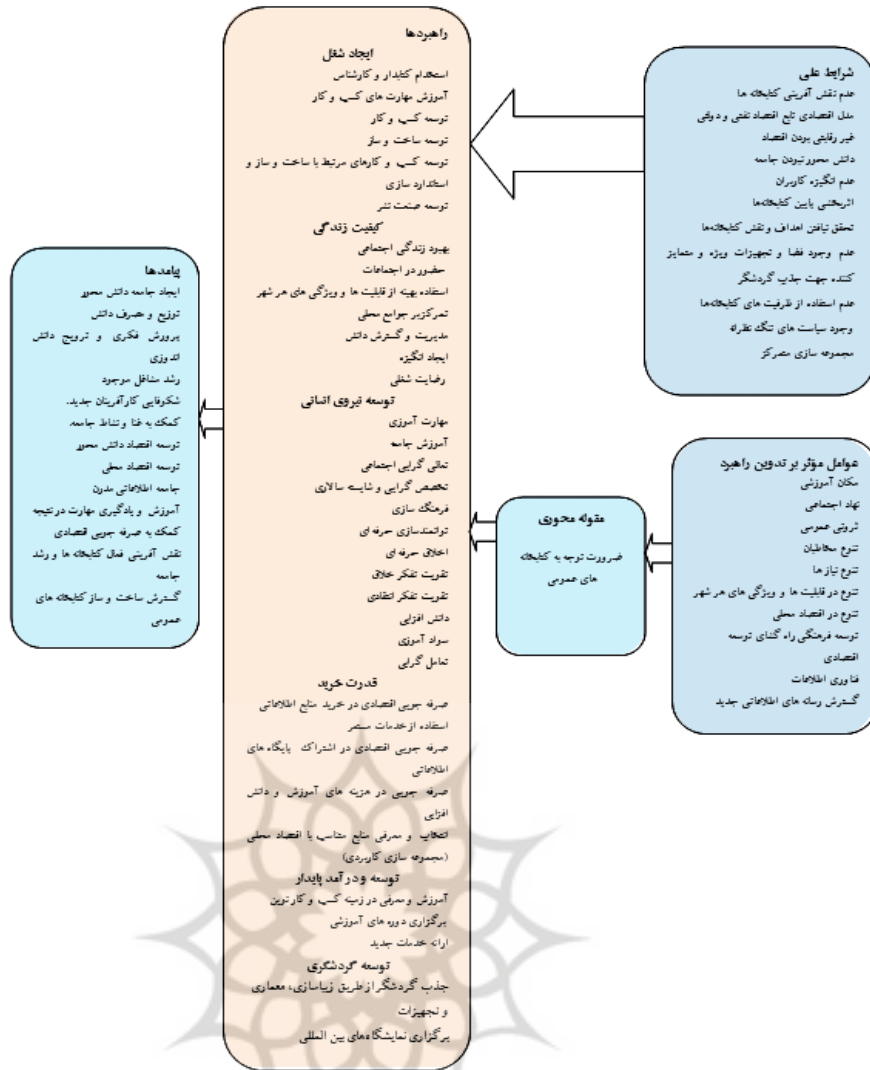 شرایط علی
عدم نقش آفرینی کتابخانه ها
مدل اقتصادی تابع اقتصاد نفتی و دولتی
غیر رقابتی بودن اقتصاد
دانش محور نبودن جامعه
عدم انگیزه کاربران
اثربخشی پایین کتابخانه‌ها
تحقق نیافتن اهداف و نقش کتابخانه‌ها
عدم وجود فضا و تجهیزات ویژه و متمایز
کننده جهت جذب گردشگر
عدم استفاده از ظرفیت های کتابخانه‌ها
وجود سیاست های تنگ نظرانه
مجموعه سازی متمرکز
عوامل مؤثر بر تدوین راهبرد
مکان آموزشی
نهاد اجتماعی
ثروتی عمومی
تنوع مخاطبان
تنوع نیاز ها
تنوع در قابلیت ها و ویژگی های هر شهر
تنوع در اقتصاد محلی
توسعه فرهنگی راه گشای توسعه
اقتصادی
فناوری اطلاعات
گسترش رسانه های اطلاعاتی جدید
مقوله محوری
ضرورت توجه به کتابخانه
های عمومی
راهبردها
ایجاد شغل
استخدام کتابدار و کارشناس
آموزش مهارت های کسب و کار
توسعه کسب و کار
توسعه ساخت و ساز
توسعه کسب و کارهای مرتبط با ساخت و ساز و
استاندارد سازی
توسعه صنعت نشر
کیفیت زندگی
بهبود زندگی اجتماعی
حضور در اجتماعات
استفاده بهینه از قابلیت ها و ویژگی های هر شهر
تمرکز بر جوامع محلی
مدیریت و گسترش دانش
ایجاد انگیزه
رضایت شغلی
توسعه نیروی انسانی
مهارت آموزی
آموزش جامعه
تعالی گرایی اجتماعی
تخصص گرایی و شایسته سالاری
فرهنگ سازی
توانمندسازی حرفه ای
اخلاق حرفه ای
تقویت تفکر خلاق
تقویت تفکر انتقادی
دانش افزایی
سواد آموزی
تعامل گرایی
قدرت خرید
صرفه جویی اقتصادی در خرید منابع اطلاعاتی
استفاده از خدمات مستمر
صرفه جویی اقتصادی در اشتراک پایگاه های
اطلاعاتی
صرفه جویی در هزینه های آموزش و دانش
افزایی
انتخاب و معرفی منابع متناسب با اقتصاد محلی
(مجموعه سازی کاربردی)
توسعه و در آمد پایدار
آموزش و معرفی در زمینه کسب و کار نوین
برگزاری دوره های آموزشی
ارائه خدمات جدید
توسعه گردشگری
جذب گردشگر از طریق زیباسازی، معماری
و تجهیزات
برگزاری نمایشگاه‌های بین المللی
پیامدها
ایجاد جامعه دانش محور
توزیع و مصرف دانش
پرورش فکری و ترویج دانش
اندوزی
رشد مشاغل موجود
شکوفایی کارآفرینان جدید.
کمک به غنا و نشاط جامعه.
توسعه اقتصاد دانش محور
توسعه اقتصاد محلی
جامعه اطلاعاتی مدرن
آموزش و یادگیری مهارت در نتیجه
کمک به صرفه جویی اقتصادی
نقش آفرینی فعال کتابخانه ها و رشد
جامعه
گسترش ساخت و ساز کتابخانه های
عمومی